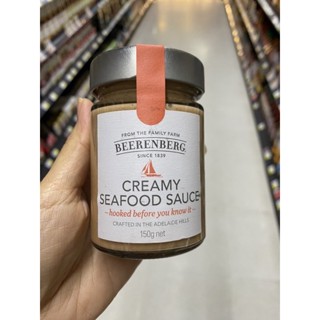 FROM THE FAMILY FARM
BEERENBERG
SINCE 1839
CREAMY
SEAFOOD SAUCE
~ hooked before you know it ~
CRAFTED IN THE ADELAIDE HILLS
150g net